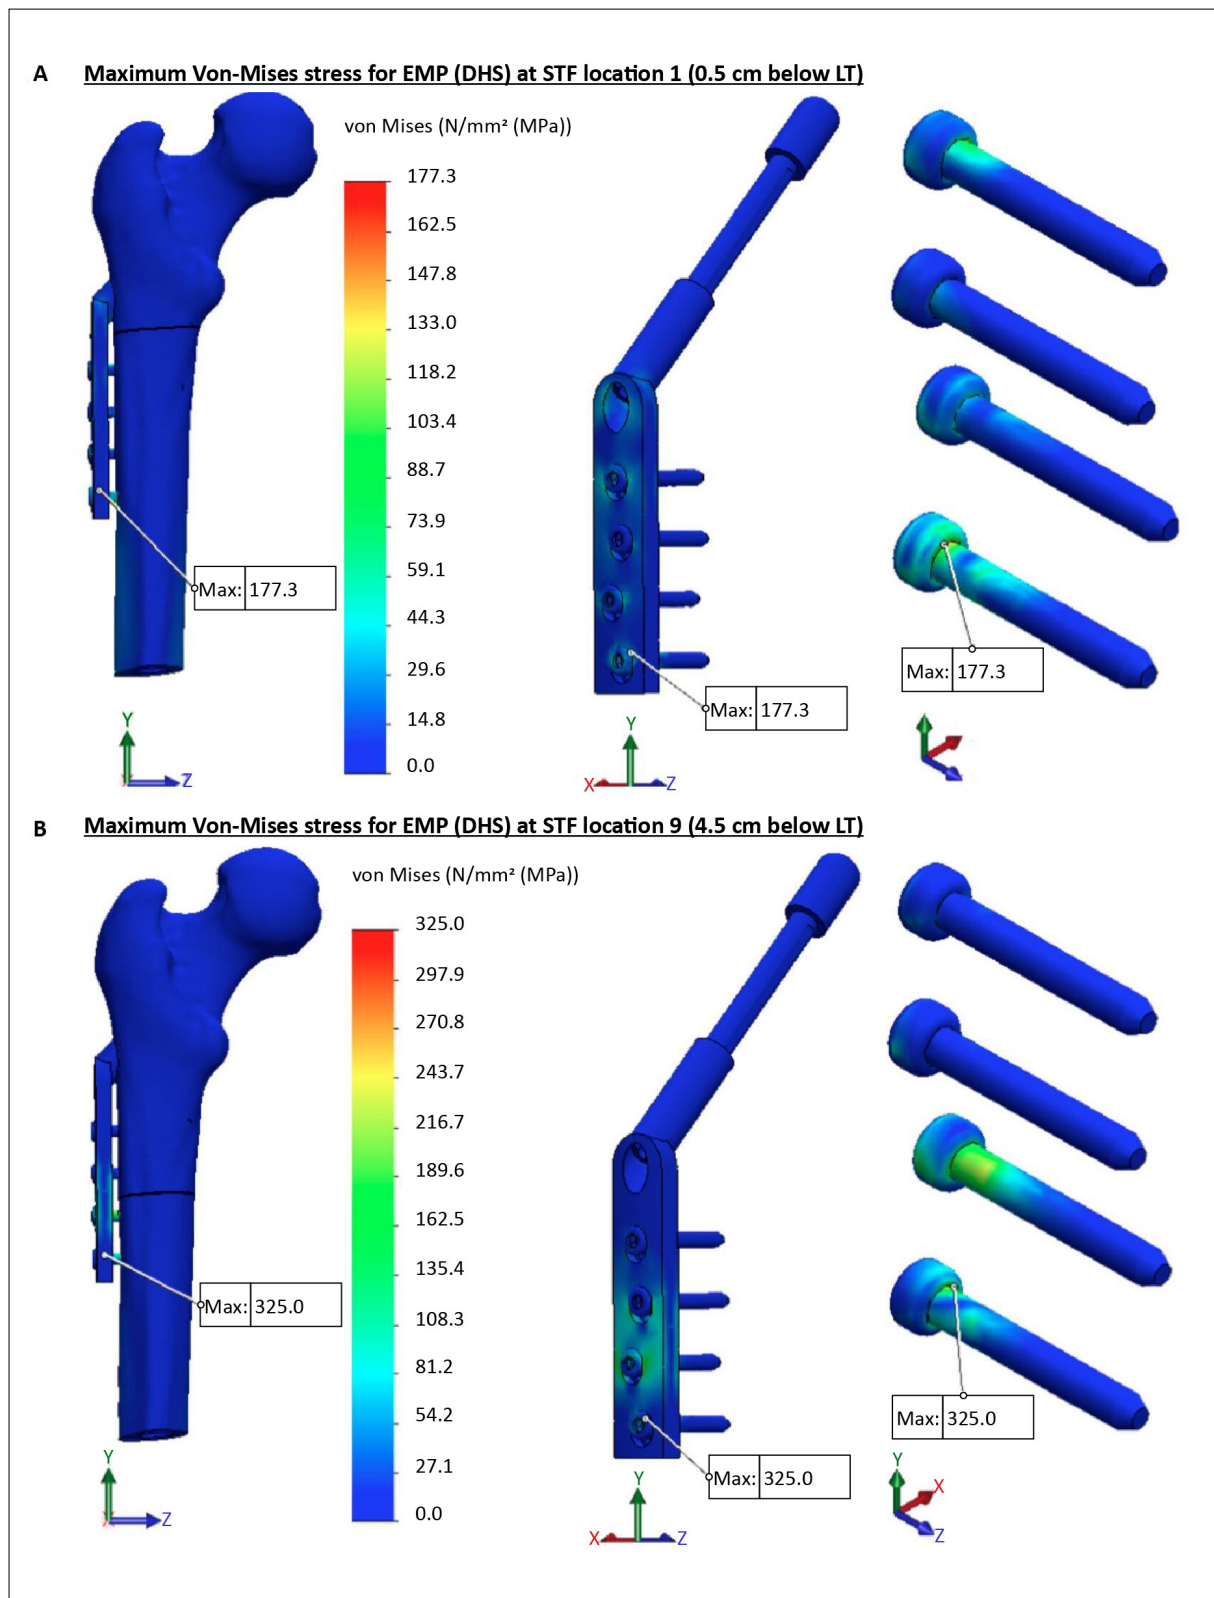 A Maximum Von-Mises stress for EMP (DHS) at STF location 1 (0.5 cm below LT)
von Mises (N/mm² (MPa))
177.3
162.5
147.8
133.0
118.2
103.4
88.7
73.9
59.1
44.3
29.6
14.8
0.0
Max: 177.3
Max: 177.3
Max: 177.3
Y
Z
Y
X
Z
B Maximum Von-Mises stress for EMP (DHS) at STF location 9 (4.5 cm below LT)
von Mises (N/mm² (MPa))
325.0
297.9
270.8
243.7
216.7
189.6
162.5
135.4
108.3
81.2
54.2
27.1
0.0
Max: 325.0
Max: 325.0
Max: 325.0
Y
Z
Y
X
Z
Y
X
Z